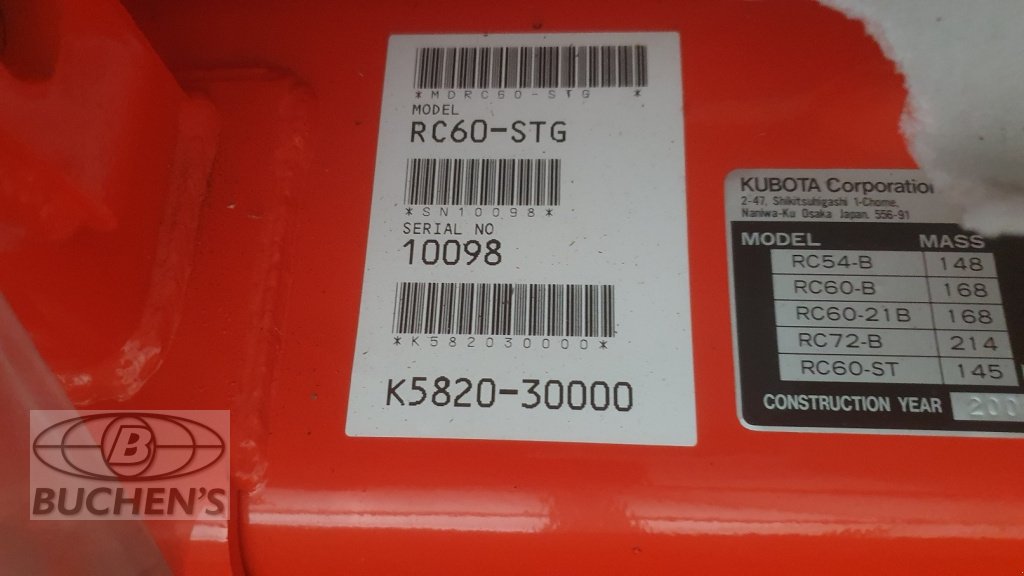 *MDRC60-STG *
MODEL
RC60-STG
*SN10098*
SERIAL NO
10098
*K582030000*
K5820-30000
KUBOTA Corporation
2-47, Shikitsuhigashi 1-Chome,
Naniwa-Ku Osaka Japan. 556-91
MODEL MASS
RC54-B 148
RC60-B 168
RC60-21B 168
RC72-B 214
RC60-ST 145
CONSTRUCTION YEAR 200
B
BUCHEN'S